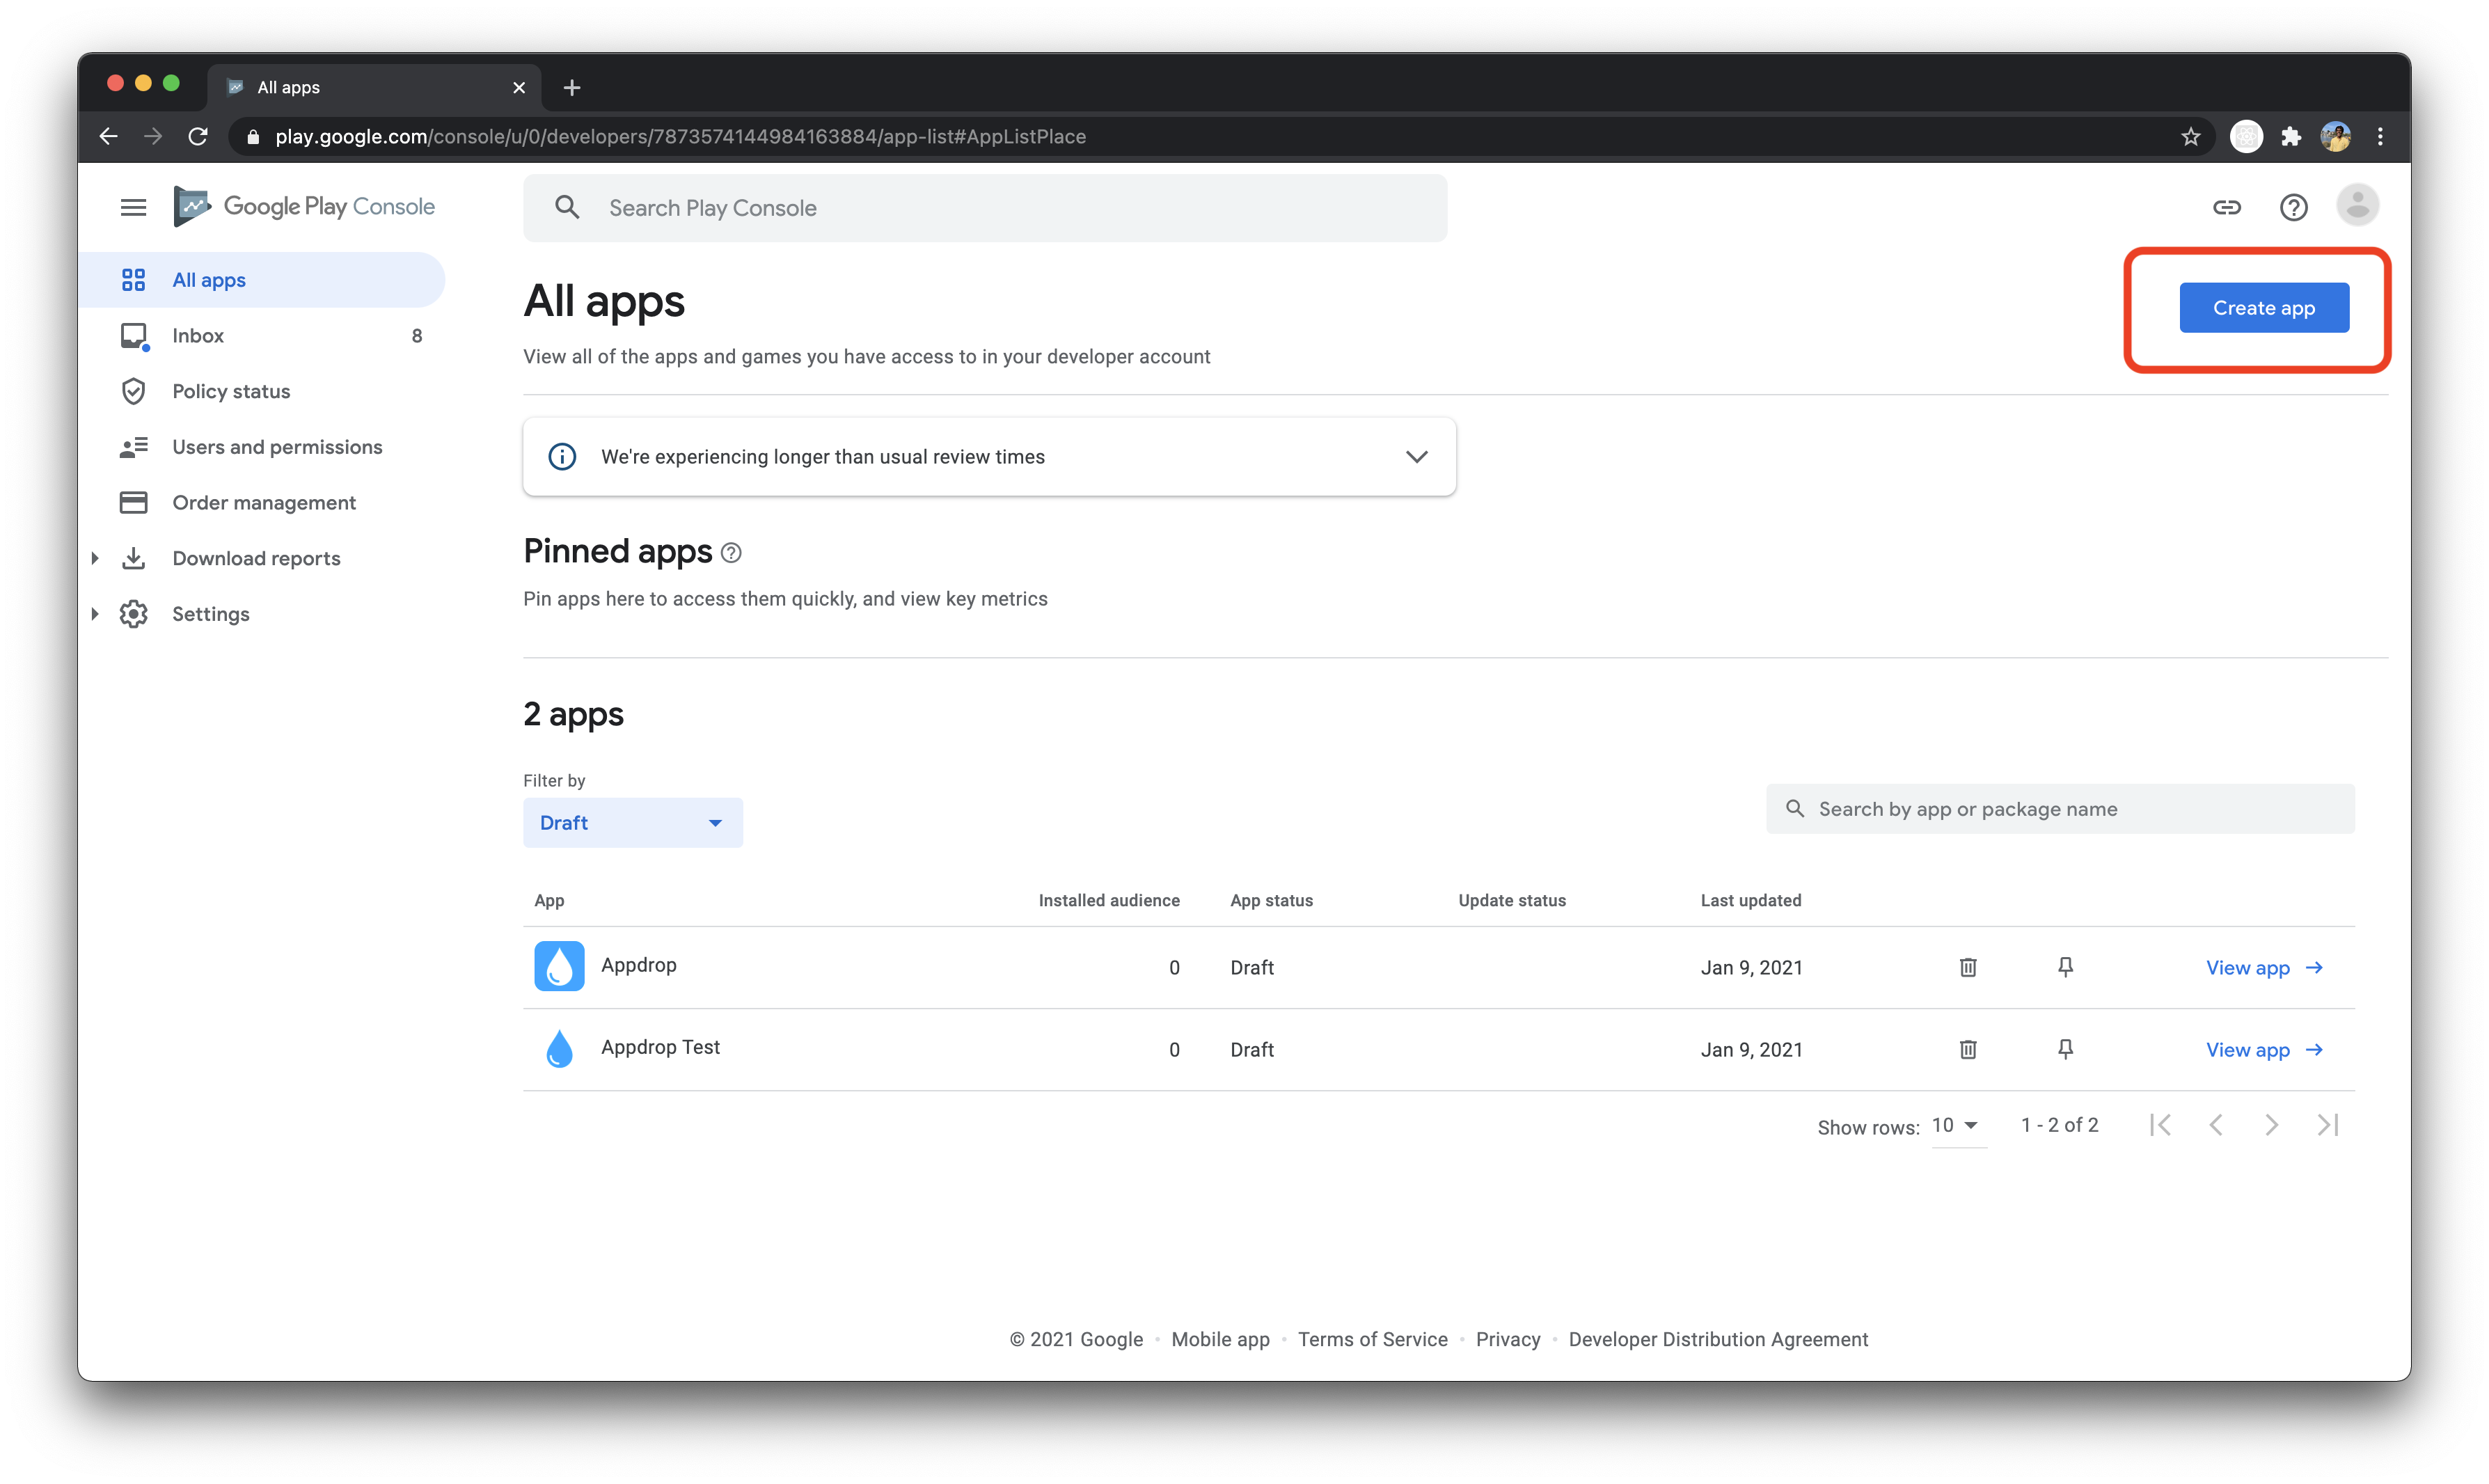 All apps
play.google.com/console/u/0/developers/7873574144984163884/app-list#AppListPlace
Google Play Console
Search Play Console
All apps
Inbox 8
Policy status
Users and permissions
Order management
Download reports
Settings
All apps
Create app
View all of the apps and games you have access to in your developer account
We're experiencing longer than usual review times
Pinned apps
Pin apps here to access them quickly, and view key metrics
2 apps
Filter by
Draft
Search by app or package name
App Installed audience App status Update status Last updated
Appdrop 0 Draft Jan 9, 2021 View app
Appdrop Test 0 Draft Jan 9, 2021 View app
Show rows: 10 1 - 2 of 2
© 2021 Google • Mobile app • Terms of Service • Privacy • Developer Distribution Agreement